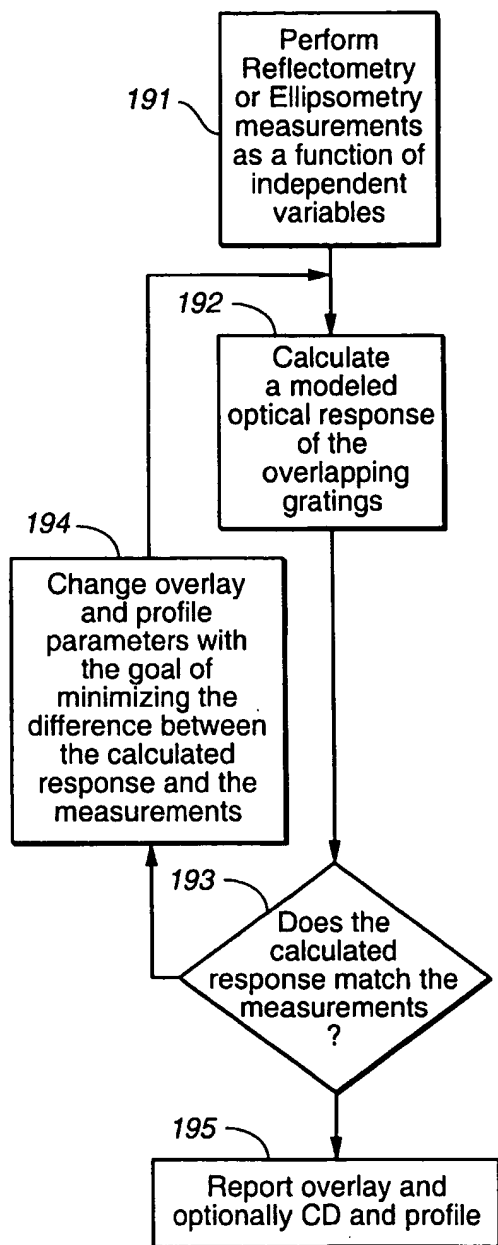 191
Perform
Reflectometry
or Ellipsometry
measurements
as a function of
independent
variables
192
Calculate
a modeled
optical response
of the
overlapping
gratings
194
Change overlay
and profile
parameters with
the goal of
minimizing the
difference between
the calculated
response and the
measurements
193
Does the
calculated
response match the
measurements
?
195
Report overlay and
optionally CD and profile